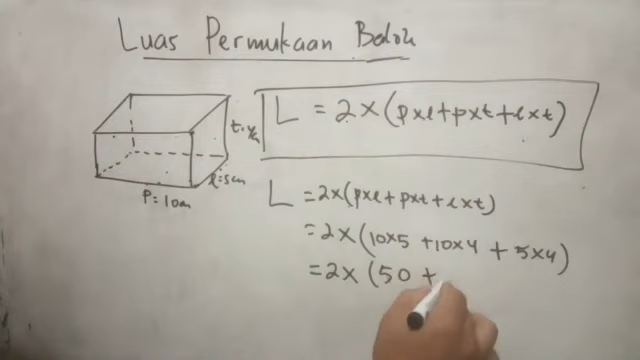 Luas Permukaan Balok
L = 2x(pxl+pxt+lxt)
l=5cm
P=10cm
L =2x(pxl+pxt+lxt)
=2x(10x5 +10x4 + 5x4)
=2x(50 +